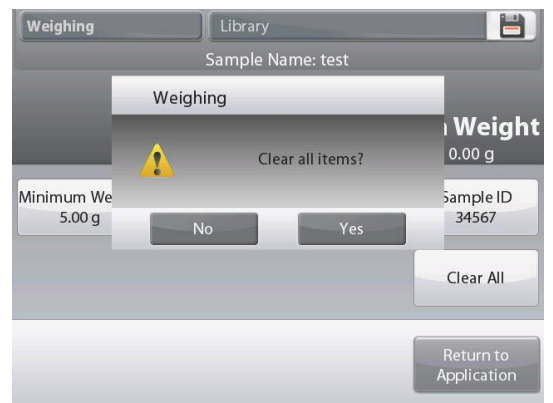 Weighing
Library
Sample Name: test
Weighing
Weight
0.00 g
Clear all items?
Minimum We
5.00 g
Sample ID
34567
No
Yes
Clear All
Return to
Application